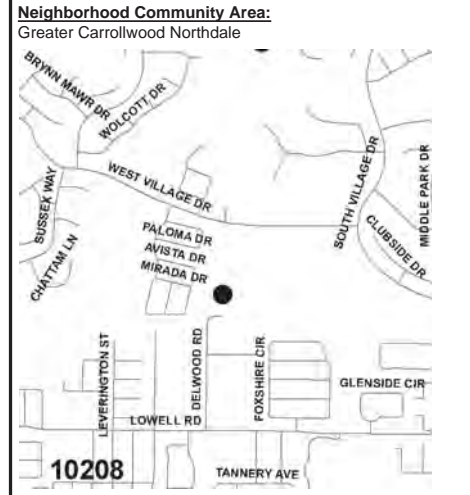 Neighborhood Community Area:
Greater Carrollwood Northdale
BRYNN MAWR DR
WOLCOTT DR
SUSSEX WAY
WEST VILLAGE DR
SOUTH VILLAGE DR
MIDDLE PARK DR
PALOMA DR
AVISTA DR
MIRADA DR
CHATTAM LN
CLUBSIDE DR
LEVERINGTON ST
DELWOOD RD
FOXSHIRE CIR
GLENSIDE CIR
LOWELL RD
10208
TANNERY AVE